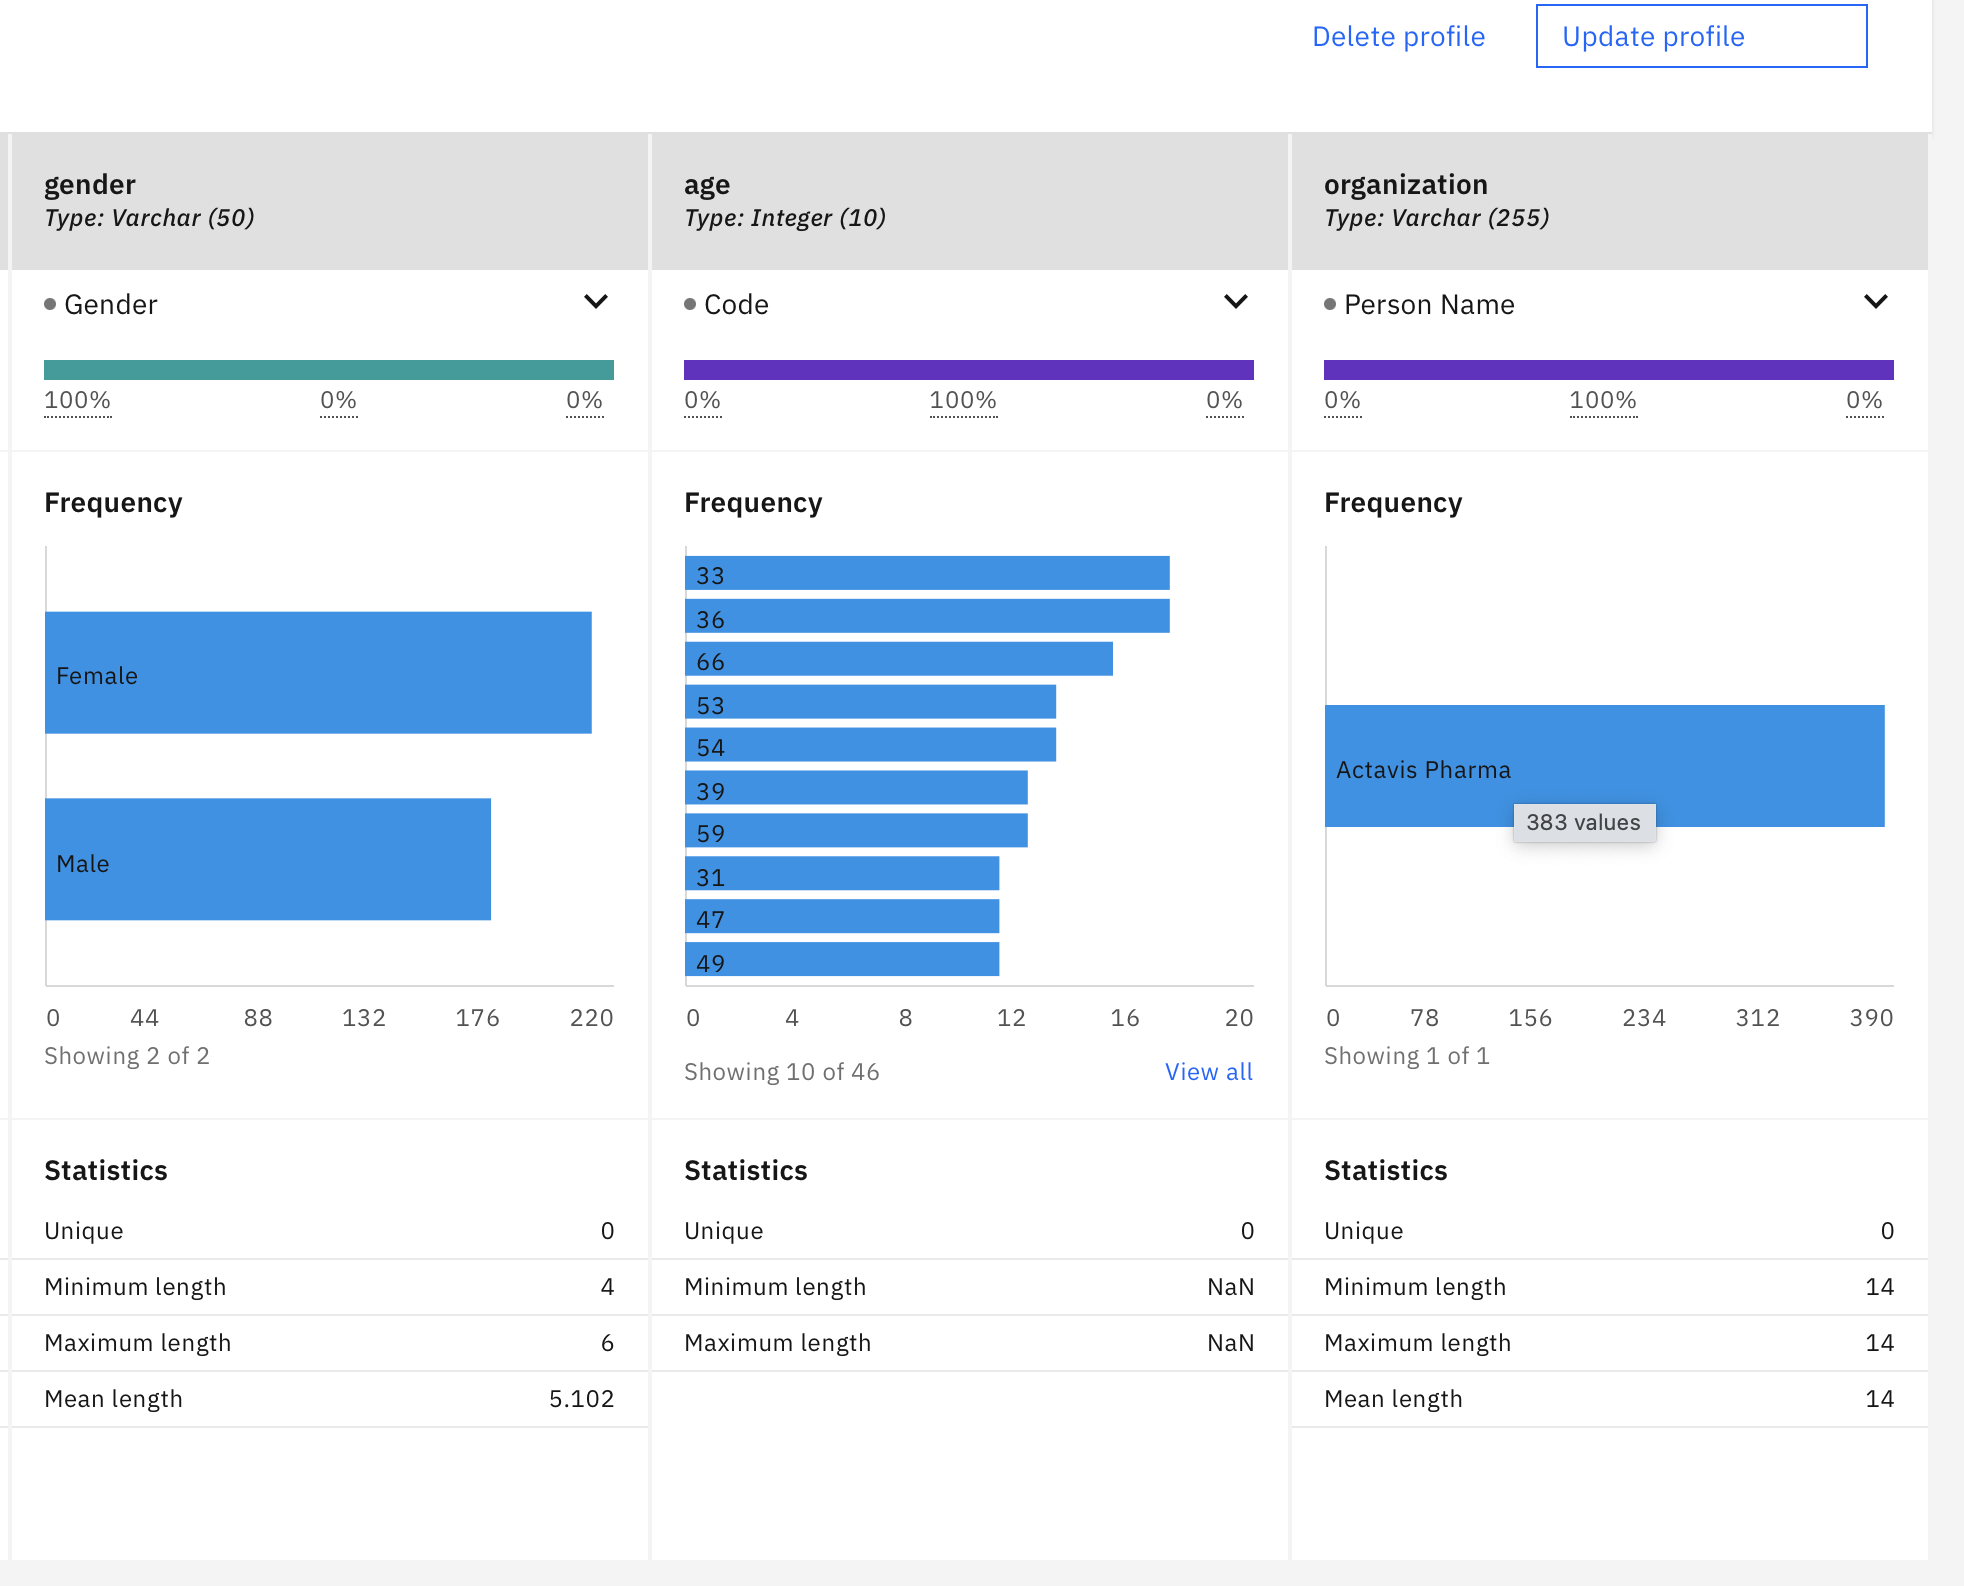 Delete profile
Update profile
gender
Type: Varchar (50)
Gender
100% 0% 0%
Frequency
Female
Male
0 44 88 132 176 220
Showing 2 of 2
Statistics
Unique 0
Minimum length 4
Maximum length 6
Mean length 5.102
age
Type: Integer (10)
Code
0% 100% 0%
Frequency
33
36
66
53
54
39
59
31
47
49
0 4 8 12 16 20
Showing 10 of 46 View all
Statistics
Unique 0
Minimum length NaN
Maximum length NaN
organization
Type: Varchar (255)
Person Name
0% 100% 0%
Frequency
Actavis Pharma
383 values
0 78 156 234 312 390
Showing 1 of 1
Statistics
Unique 0
Minimum length 14
Maximum length 14
Mean length 14